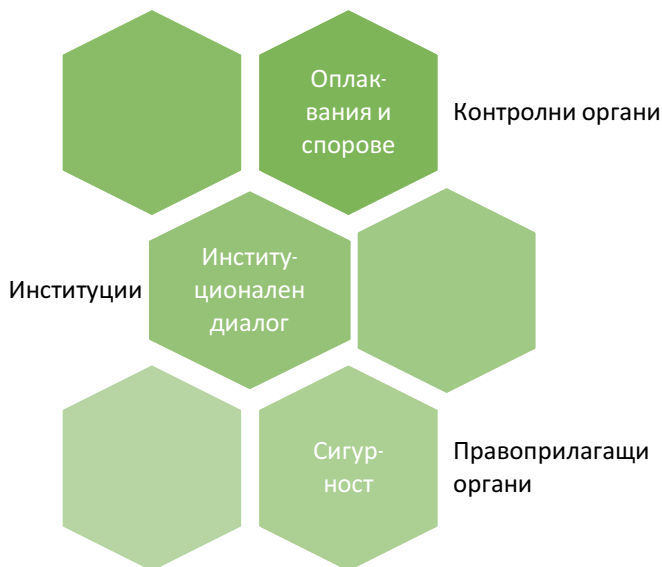 Оплак-
вания и
спорове
Контролни органи
Институции
Институ-
ционален
диалог
Сигур-
ност
Правоприлагащи
органи